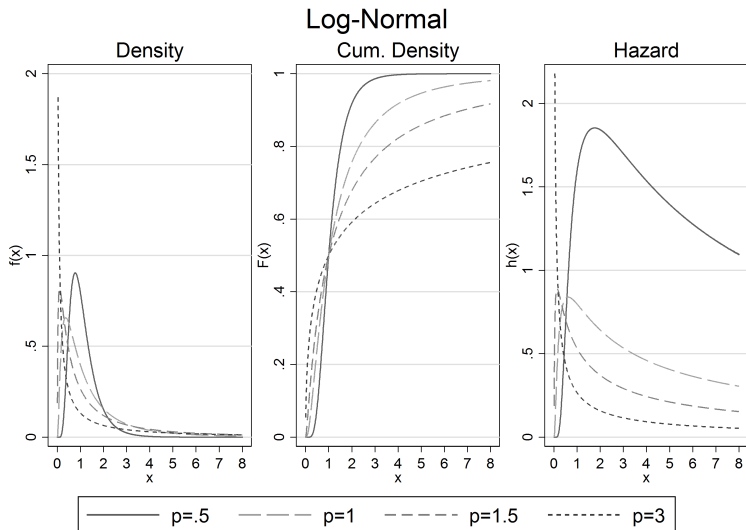 Log-Normal
Density
Cum. Density
Hazard
f(x)
2
1.5
1
.5
0
0 1 2 3 4 5 6 7 8
x
F(x)
1
.8
.6
.4
.2
0
0 1 2 3 4 5 6 7 8
x
h(x)
2
1.5
1
.5
0
0 1 2 3 4 5 6 7 8
x
p=.5 p=1 p=1.5 p=3